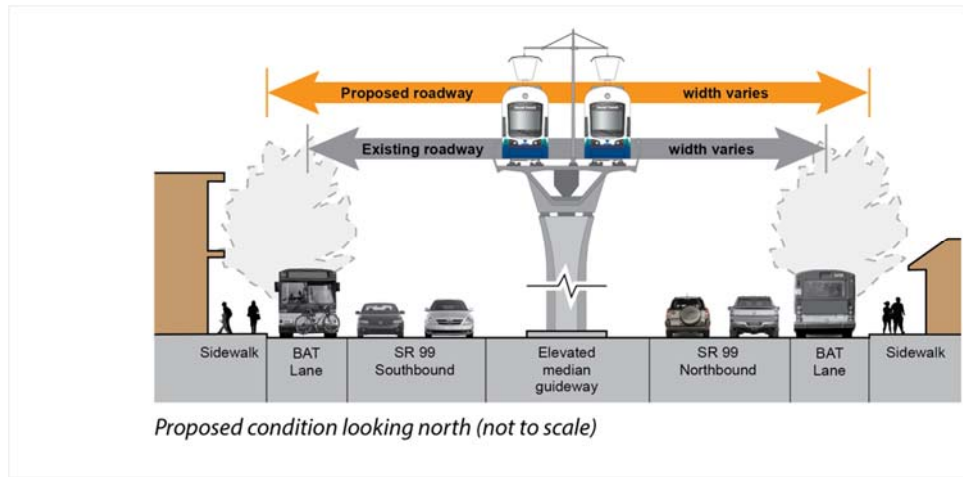 Proposed roadway width varies
Existing roadway width varies
Sidewalk
BAT
Lane
SR 99
Southbound
Elevated
median
guideway
SR 99
Northbound
BAT
Lane
Sidewalk
Proposed condition looking north (not to scale)